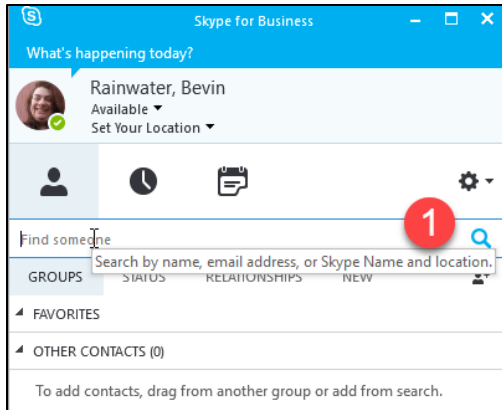 Skype for Business
What's happening today?
Rainwater, Bevin
Available
Set Your Location
1
Find someone
Search by name, email address, or Skype Name and location.
GROUPS STATUS RELATIONSHIPS NEW
FAVORITES
OTHER CONTACTS (0)
To add contacts, drag from another group or add from search.